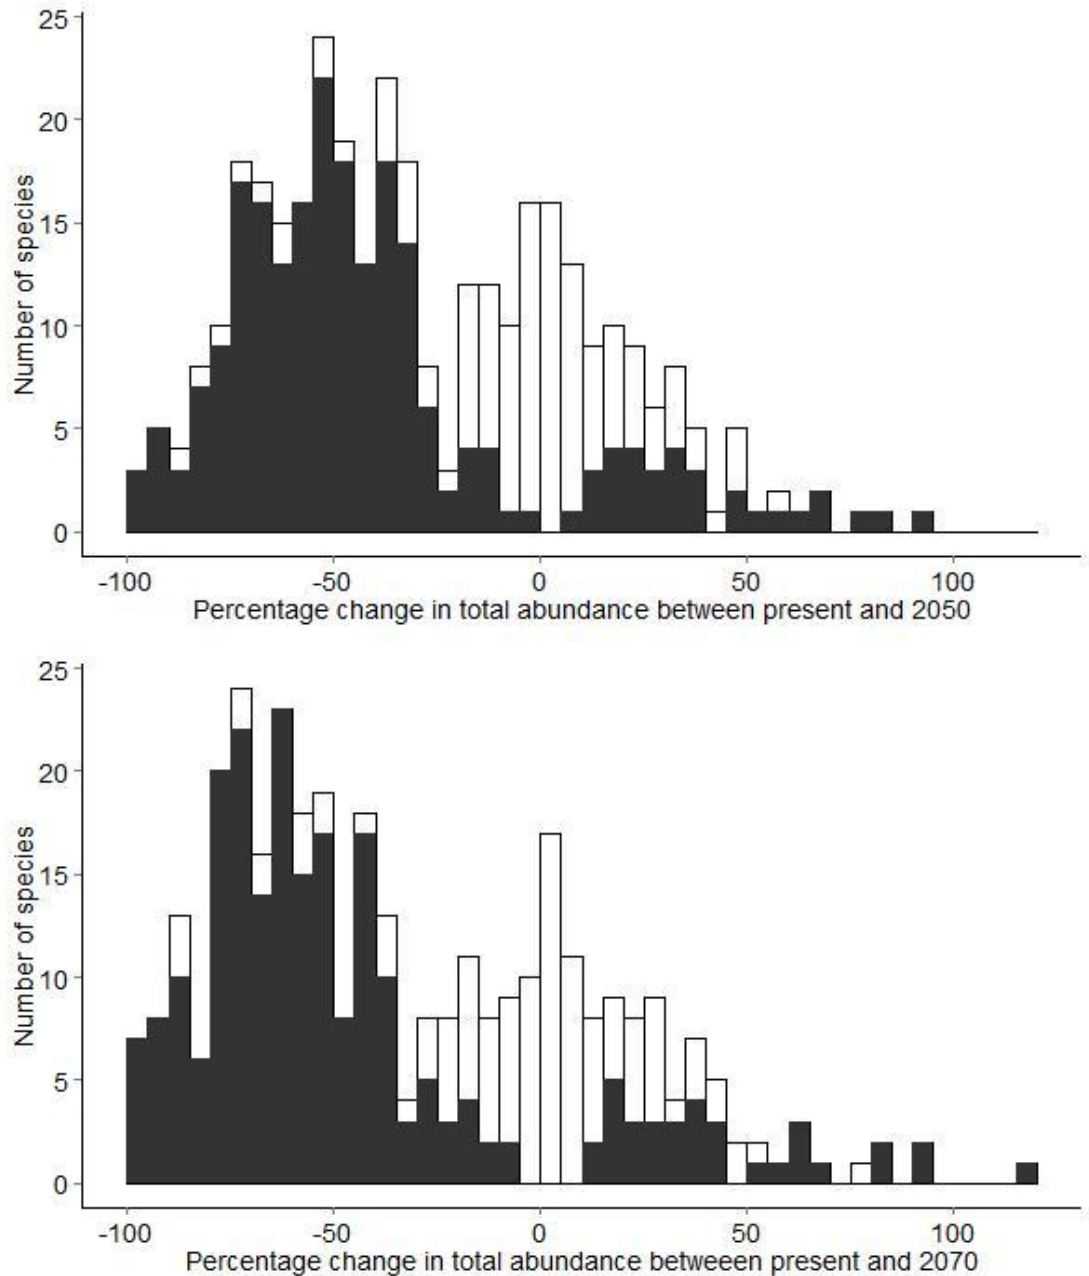 25
20
15
10
5
0
Number of species
-100 -50 0 50 100
Percentage change in total abundance between present and 2050
25
20
15
10
5
0
Number of species
-100 -50 0 50 100
Percentage change in total abundance betweeen present and 2070